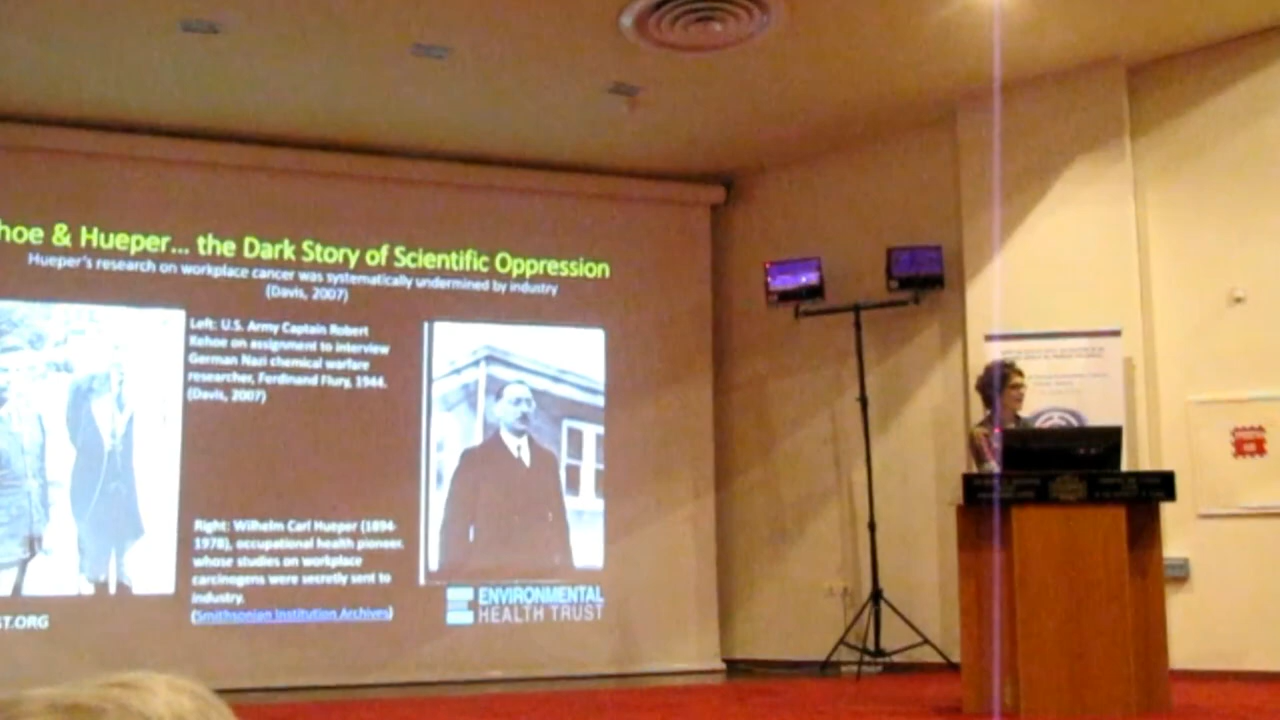 hoe & Hueper... the Dark Story of Scientific Oppression
Hueper's research on workplace cancer was systematically undermined by industry
(Davis, 2007)
Left: U.S. Army Captain Robert
Kehoe on assignment to interview
German Nazi chemical warfare
researcher, Ferdinand Flury, 1944.
(Davis, 2007)
Right: Wilhelm Carl Hueper (1894-
1978), occupational health pioneer,
whose studies on workplace
carcinogens were secretly sent to
industry.
(Smithsonian Institution Archives)
ST.ORG
ENVIRONMENTAL
HEALTH TRUST